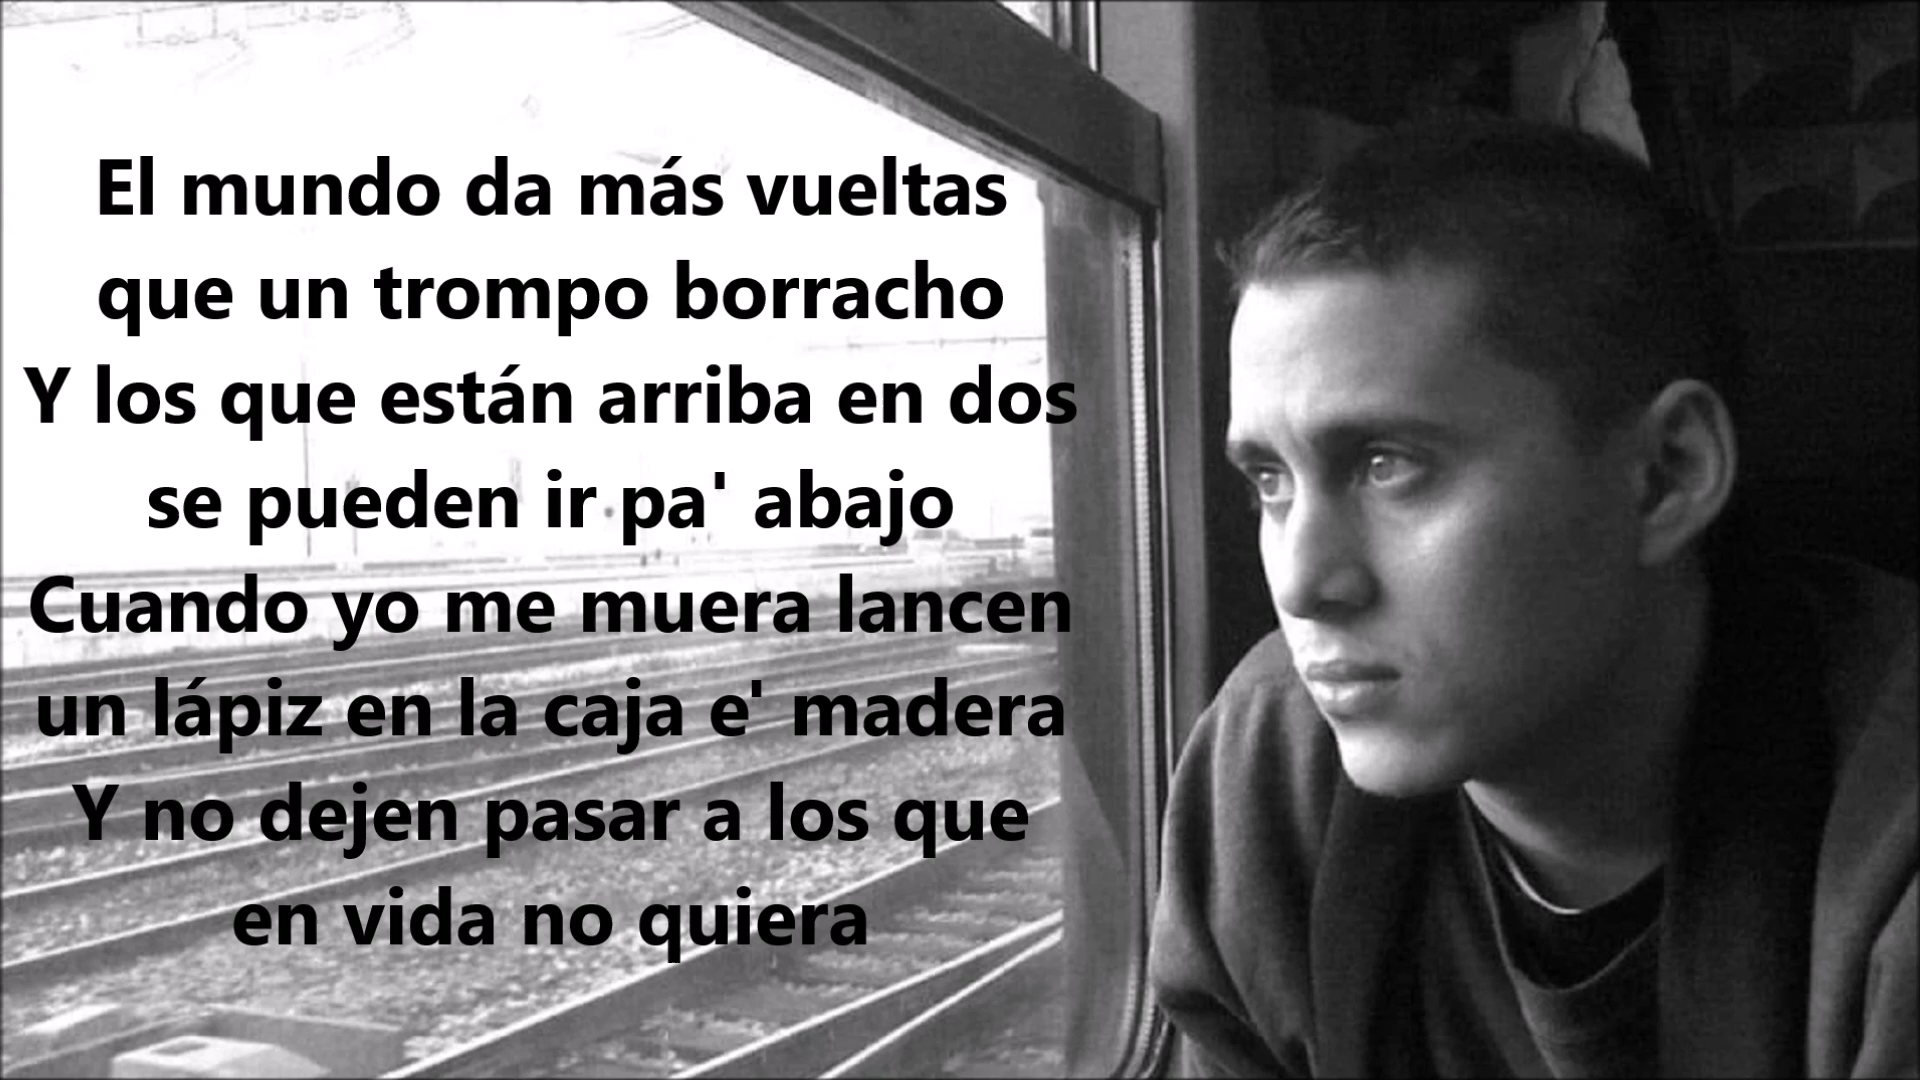 El mundo da más vueltas
que un trompo borracho
Y los que están arriba en dos
se pueden ir pa' abajo
Cuando yo me muera lancen
un lápiz en la caja e' madera
Y no dejen pasar a los que
en vida no quiera